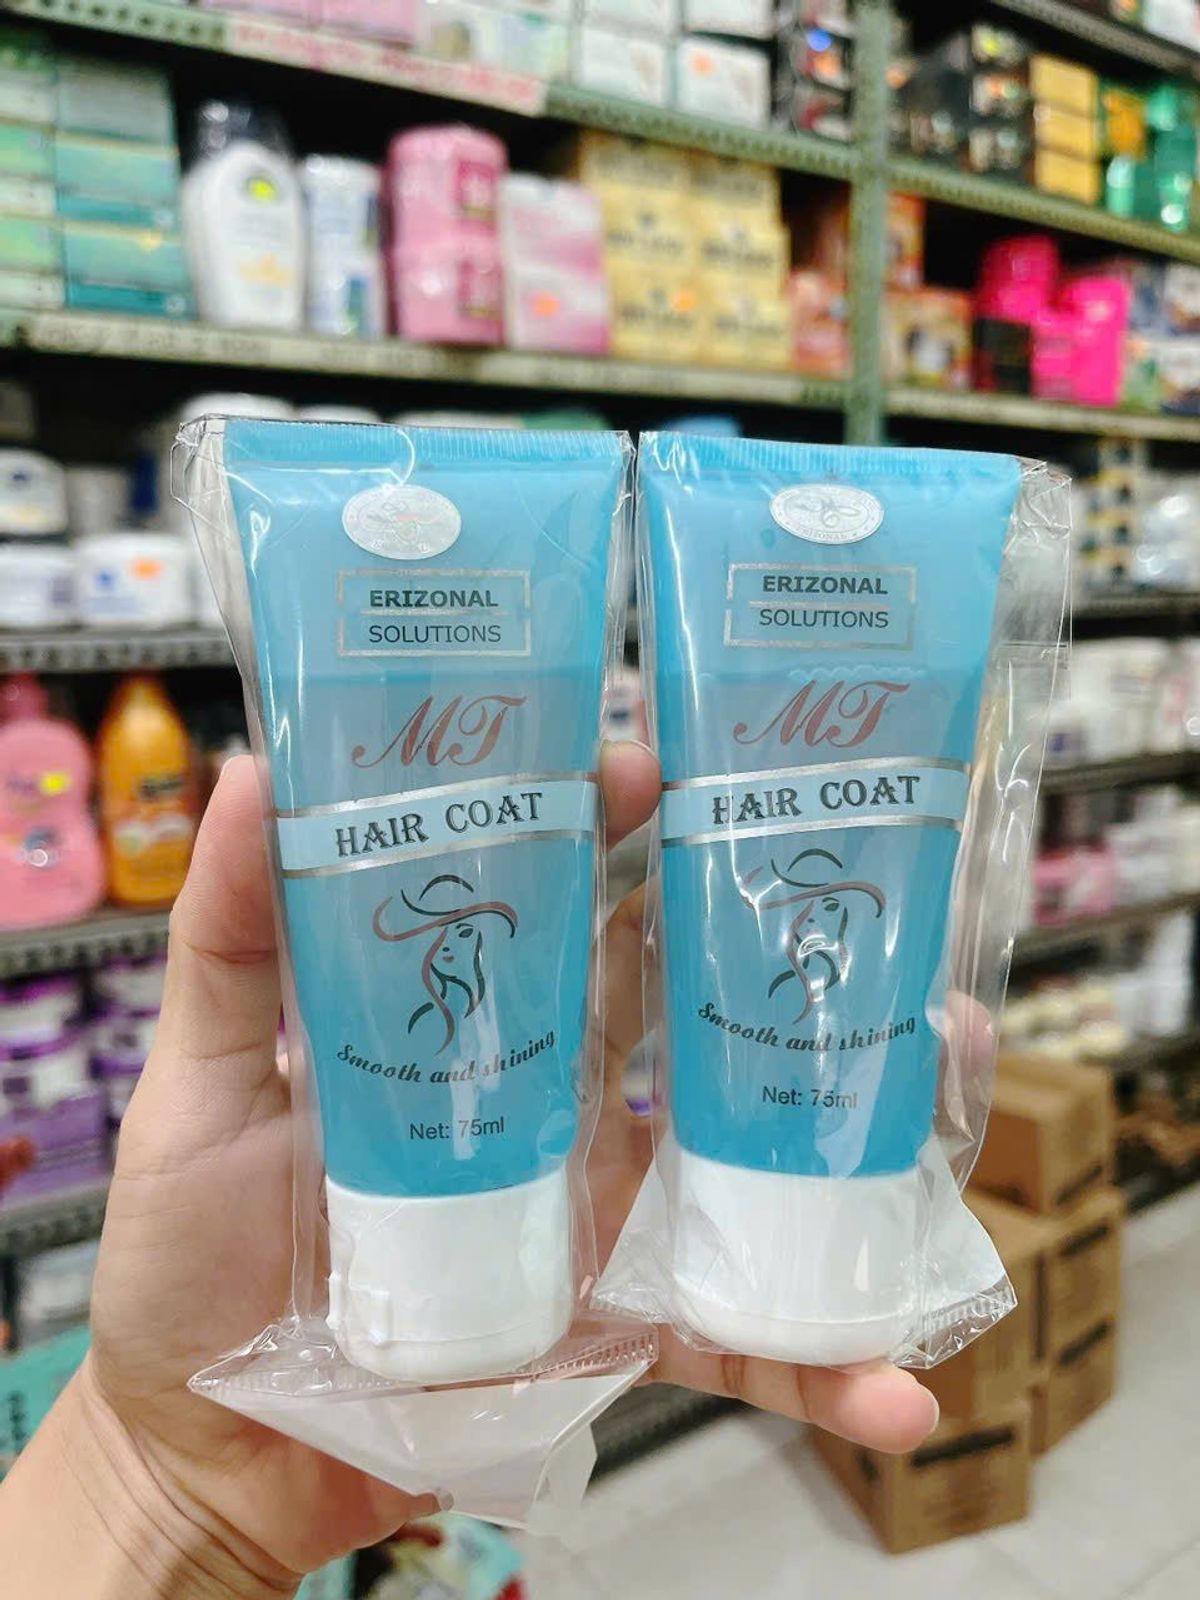 ERIZONAL
SOLUTIONS
MT
HAIR COAT
Smooth and shining
Net: 75ml
ERIZONAL
SOLUTIONS
MT
HAIR COAT
Smooth and shining
Net: 75ml